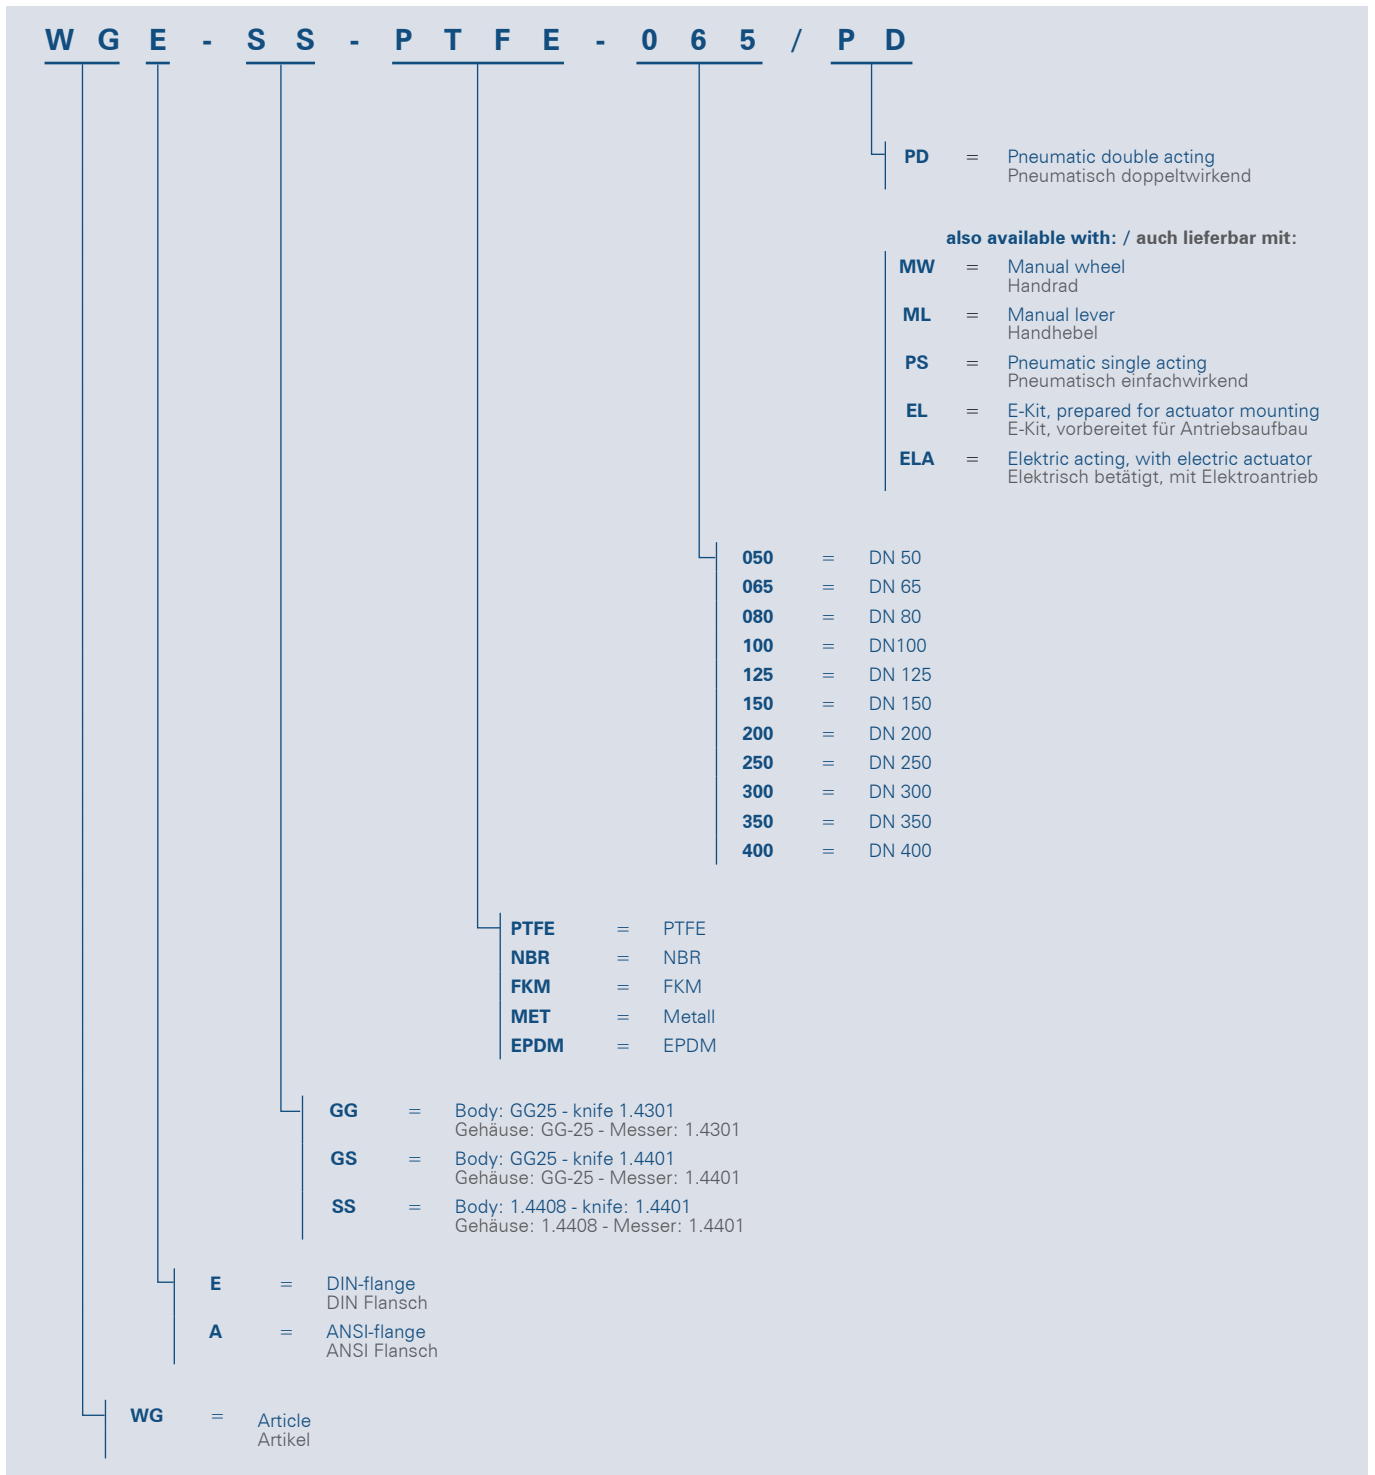 WGE-SS-PTFE-065/PD
PD = Pneumatic double acting
Pneumatisch doppeltwirkend
also available with: / auch lieferbar mit:
MW = Manual wheel
Handrad
ML = Manual lever
Handhebel
PS = Pneumatic single acting
Pneumatisch einfachwirkend
EL = E-Kit, prepared for actuator mounting
E-Kit, vorbereitet für Antriebsaufbau
ELA = Elektric acting, with electric actuator
Elektrisch betätigt, mit Elektroantrieb
050 = DN 50
065 = DN 65
080 = DN 80
100 = DN100
125 = DN 125
150 = DN 150
200 = DN 200
250 = DN 250
300 = DN 300
350 = DN 350
400 = DN 400
PTFE = PTFE
NBR = NBR
FKM = FKM
MET = Metall
EPDM = EPDM
GG = Body: GG25 - knife 1.4301
Gehäuse: GG-25 - Messer: 1.4301
GS = Body: GG25 - knife 1.4401
Gehäuse: GG-25 - Messer: 1.4401
SS = Body: 1.4408 - knife: 1.4401
Gehäuse: 1.4408 - Messer: 1.4401
E = DIN-flange
DIN Flansch
A = ANSI-flange
ANSI Flansch
WG = Article
Artikel